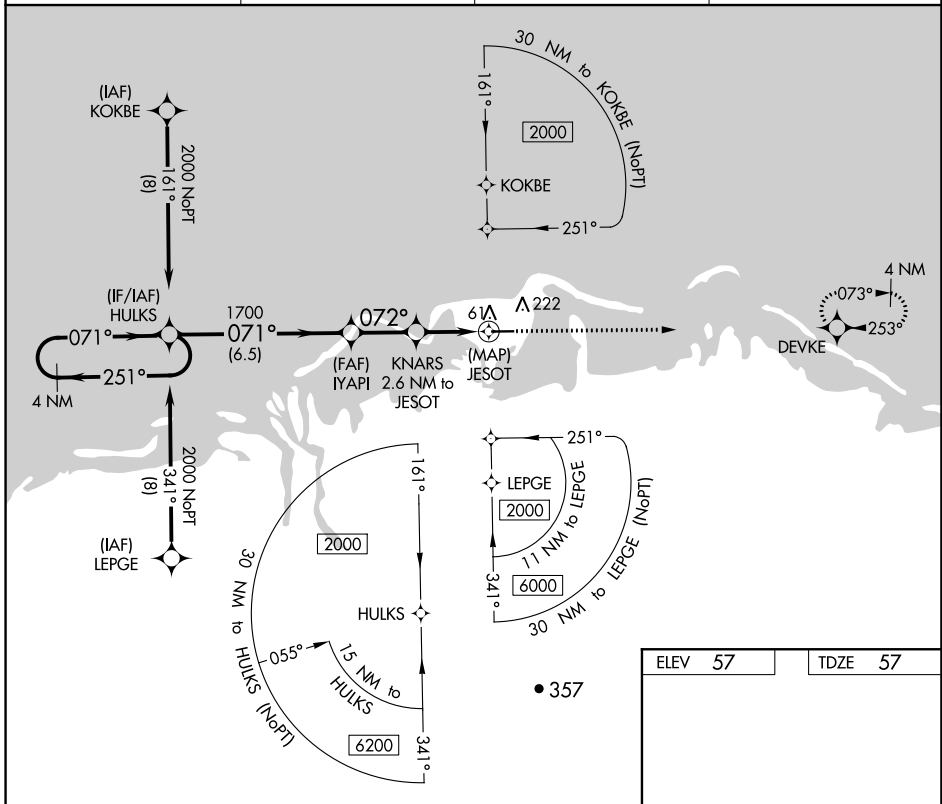 30 NM to KOKBE (NoPT)
161°
2000
KOKBE
251°
(IAF)
KOKBE
2000 NoPT
161°
(8)
(IF/IAF)
HULKS
071°
251°
4 NM
1700
071°
(6.5)
072°
(FAF)
IYAPI
KNARS
2.6 NM to
JESOT
61
222
(MAP)
JESOT
4 NM
073°
253°
DEVKE
2000 NoPT
341°
(8)
(IAF)
LEPGE
251°
LEPGE
2000
11 NM to LEPGE
6000
341°
30 NM to LEPGE (NoPT)
161°
2000
30 NM to HULKS (NoPT)
HULKS
055°
15 NM to
HULKS
6200
341°
357
ELEV 57
TDZE 57